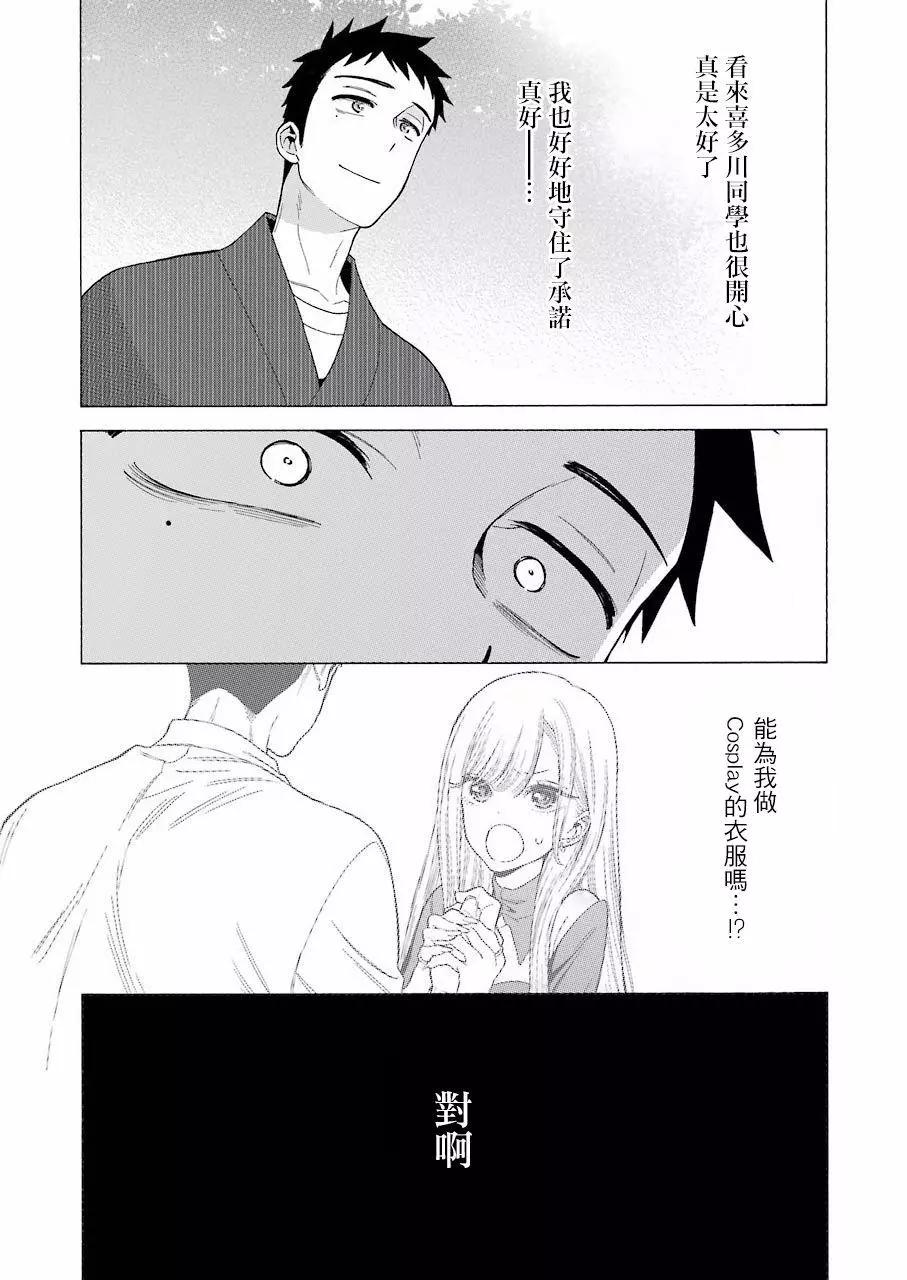 看來喜多川同學也很開心
真是太好了
我也好好地守住了承諾
真好——…
能為我做
Cosplay的衣服嗎…!?
對啊